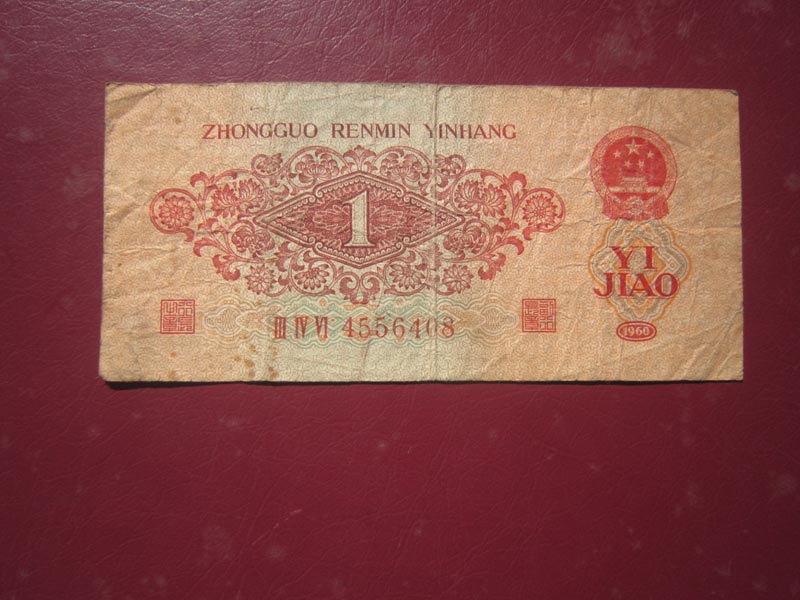 ZHONGGUO RENMIN YINHANG
1
YI
JIAO
III IV VI 4556408
1960